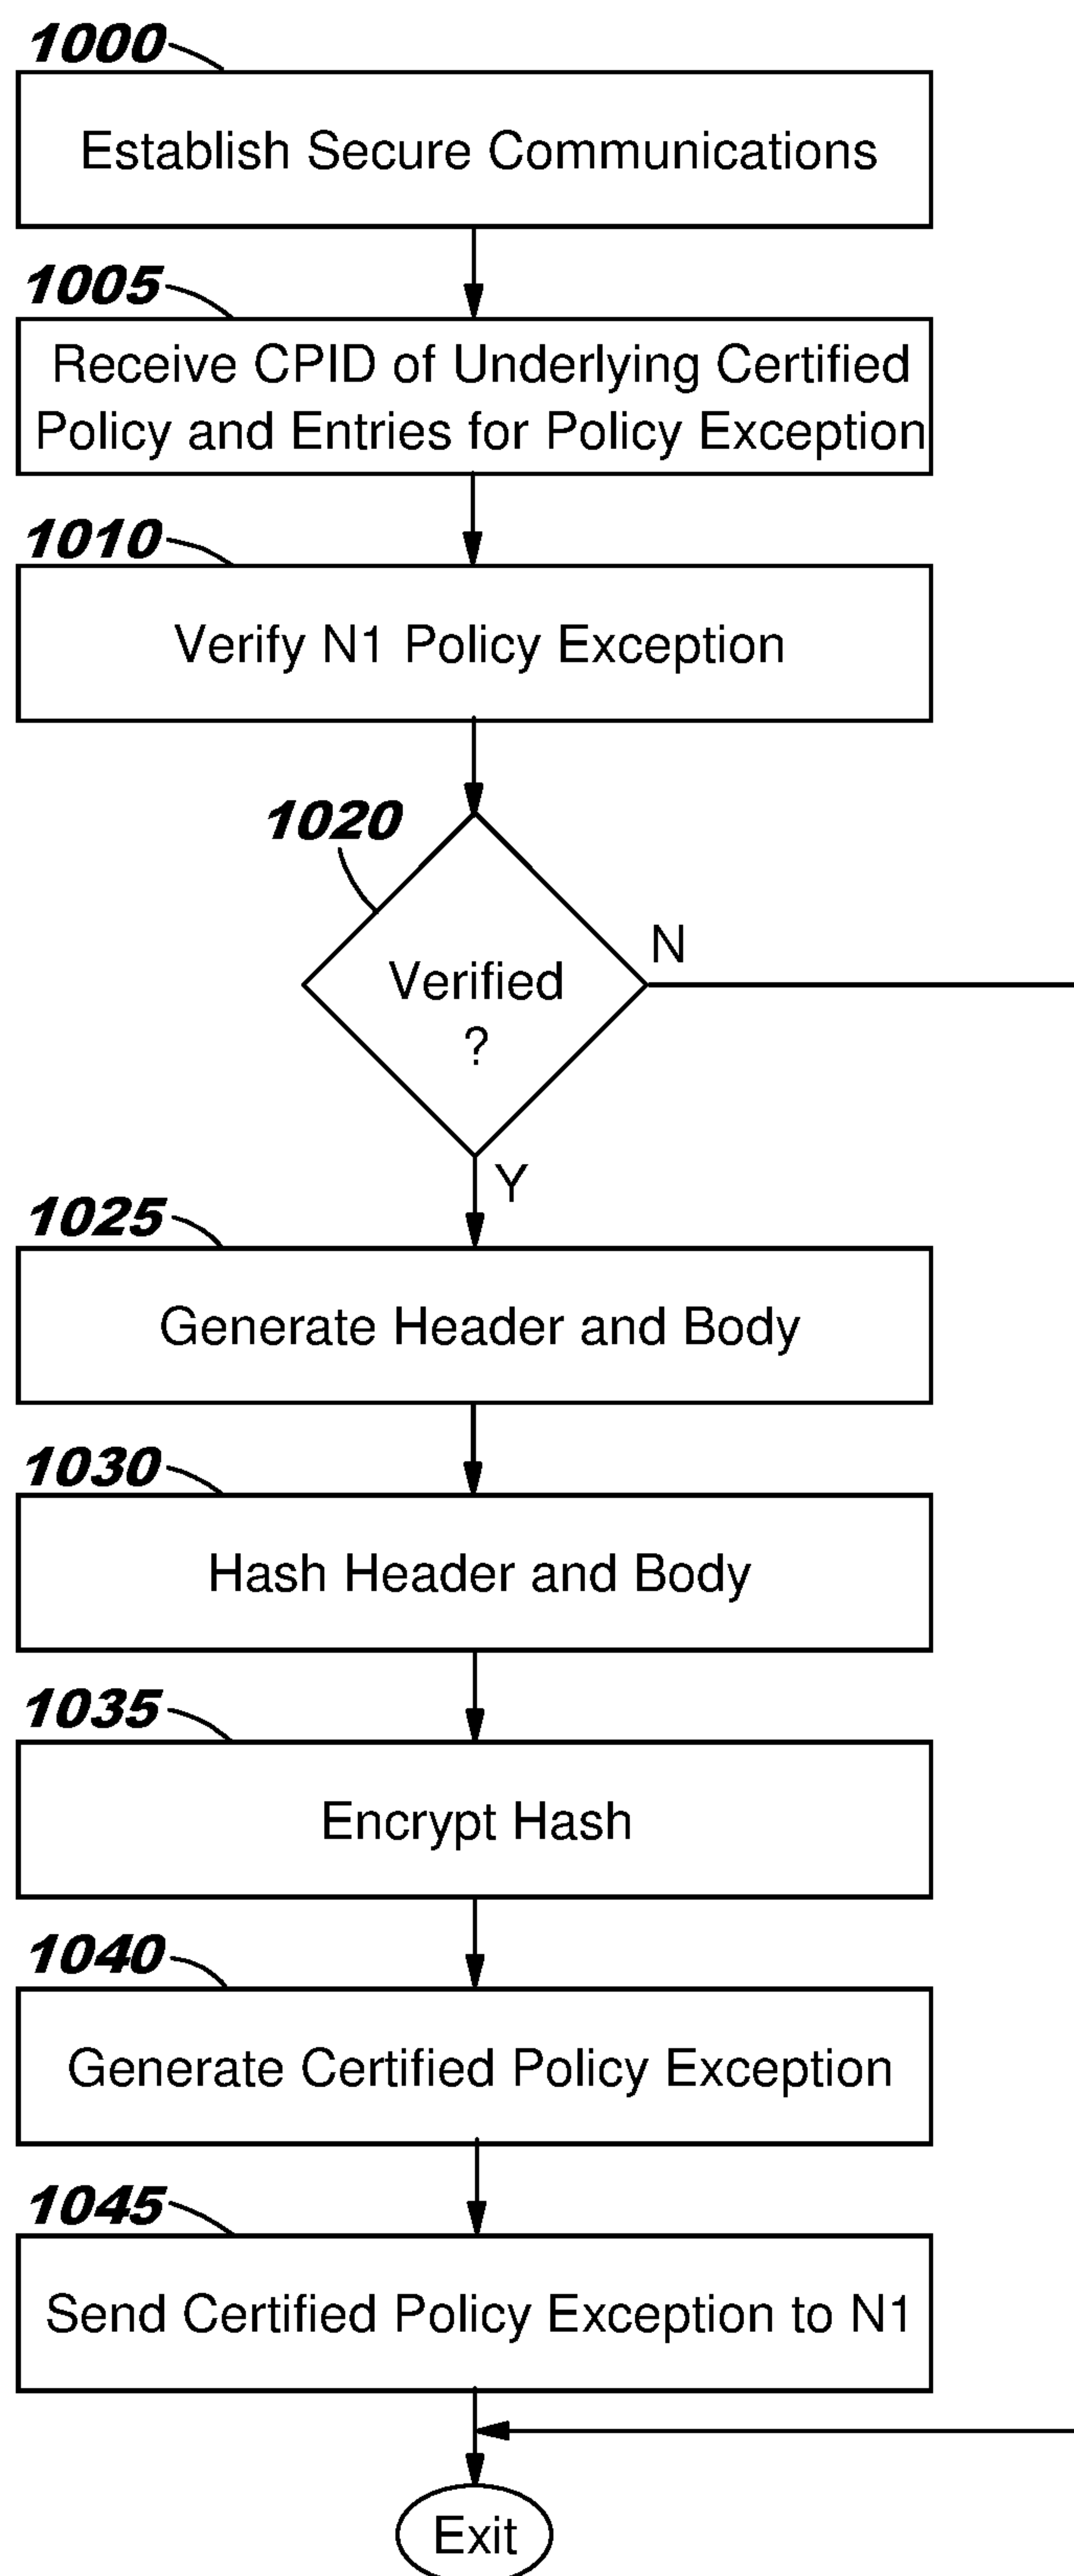 1000
Establish Secure Communications
1005
Receive CPID of Underlying Certified
Policy and Entries for Policy Exception
1010
Verify N1 Policy Exception
1020
Verified
?
N
Y
1025
Generate Header and Body
1030
Hash Header and Body
1035
Encrypt Hash
1040
Generate Certified Policy Exception
1045
Send Certified Policy Exception to N1
Exit